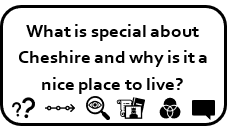 What is special about
Cheshire and why is it a
nice place to live?
??